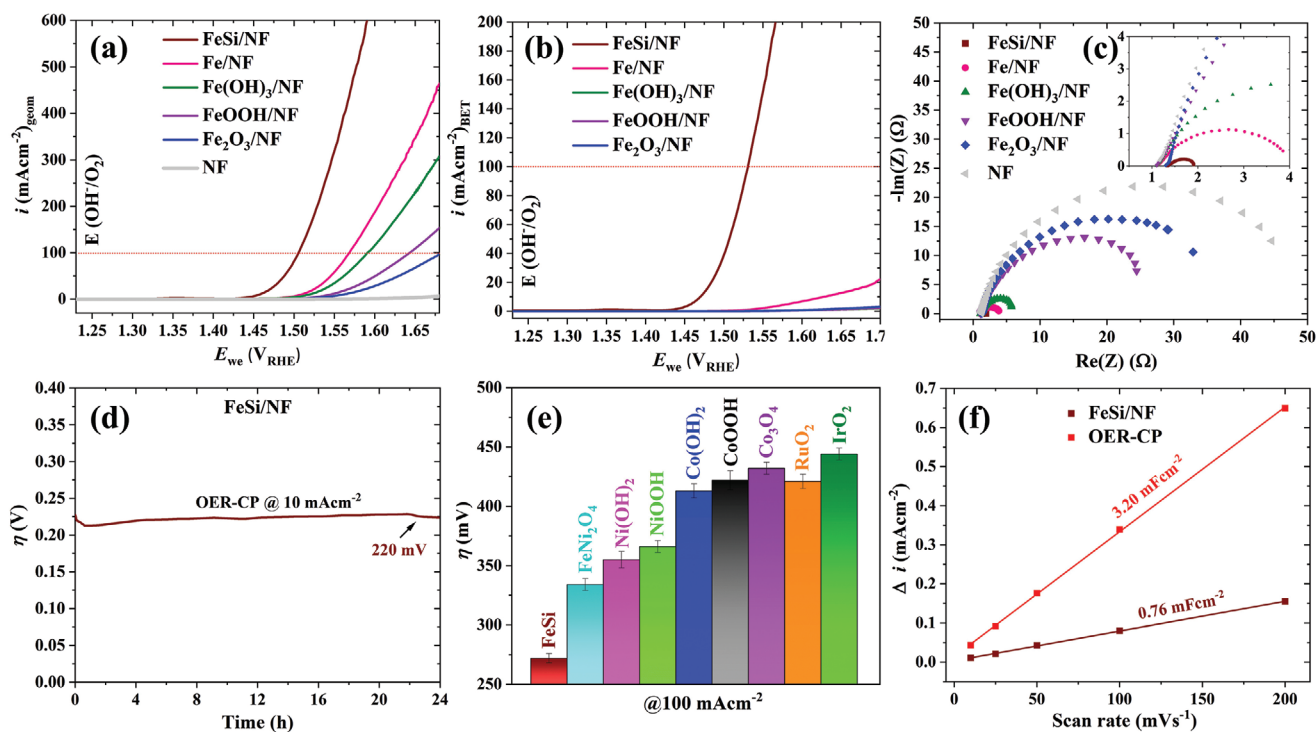 (a)
FeSi/NF
Fe/NF
Fe(OH)₃/NF
FeOOH/NF
Fe₂O₃/NF
NF
E (OH⁻/O₂)
i (mAcm⁻²)geom
600
500
400
300
200
100
0
1.25 1.30 1.35 1.40 1.45 1.50 1.55 1.60 1.65
E_we (V_RHE)
(b)
FeSi/NF
Fe/NF
Fe(OH)₃/NF
FeOOH/NF
Fe₂O₃/NF
E (OH⁻/O₂)
i (mAcm⁻²)BET
200
180
160
140
120
100
80
60
40
20
0
1.25 1.30 1.35 1.40 1.45 1.50 1.55 1.60 1.65 1.70
E_we (V_RHE)
(c)
FeSi/NF
Fe/NF
Fe(OH)₃/NF
FeOOH/NF
Fe₂O₃/NF
NF
4
3
2
1
0
0 1 2 3 4
-Im(Z) (Ω)
50
45
40
35
30
25
20
15
10
5
0
0 10 20 30 40 50
Re(Z) (Ω)
(d)
FeSi/NF
OER-CP @ 10 mAcm⁻²
220 mV
η (V)
0.40
0.35
0.30
0.25
0.20
0.15
0.10
0.05
0.00
0 4 8 12 16 20 24
Time (h)
(e)
FeSi
FeNi₂O₄
Ni(OH)₂
NiOOH
Co(OH)₂
CoOOH
Co₃O₄
RuO₂
IrO₂
η (mV)
500
450
400
350
300
250
@100 mAcm⁻²
(f)
FeSi/NF
OER-CP
3.20 mFcm⁻²
0.76 mFcm⁻²
Δ i (mAcm⁻²)
0.7
0.6
0.5
0.4
0.3
0.2
0.1
0.0
0 50 100 150 200
Scan rate (mVs⁻¹)